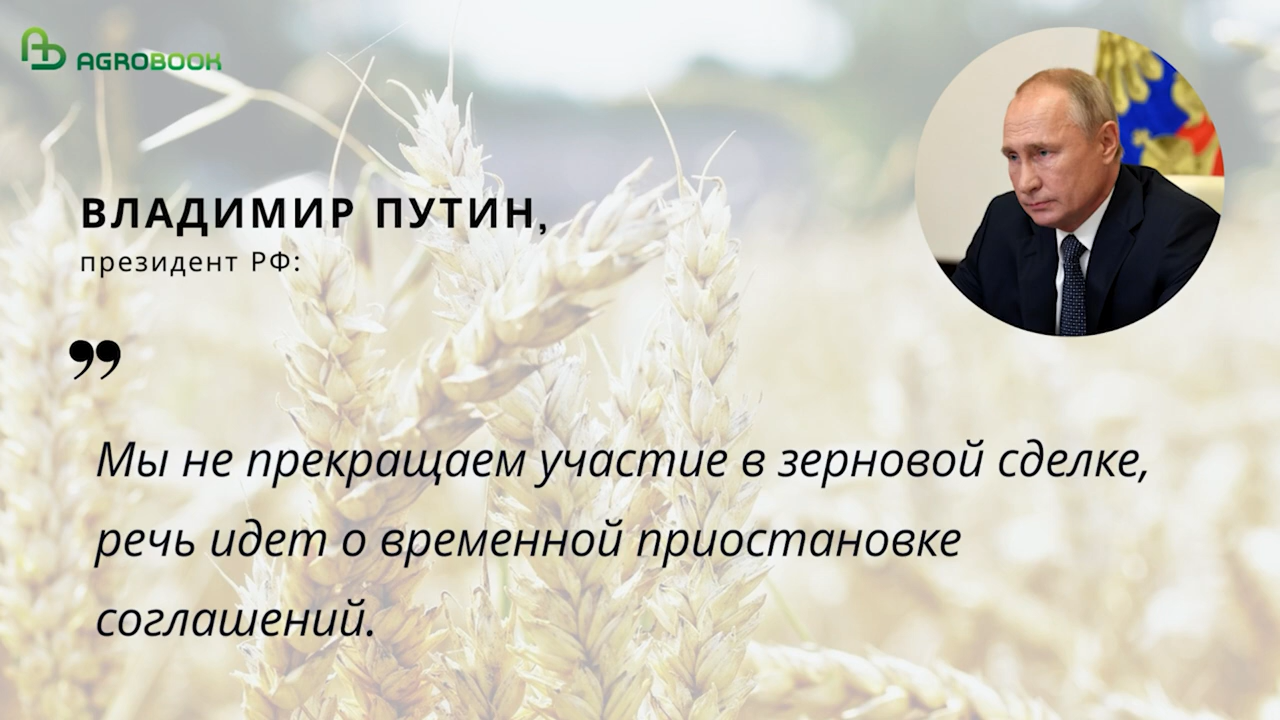 AGROBOOK
ВЛАДИМИР ПУТИН,
президент РФ:
”
Мы не прекращаем участие в зерновой сделке,
речь идет о временной приостановке
соглашений.